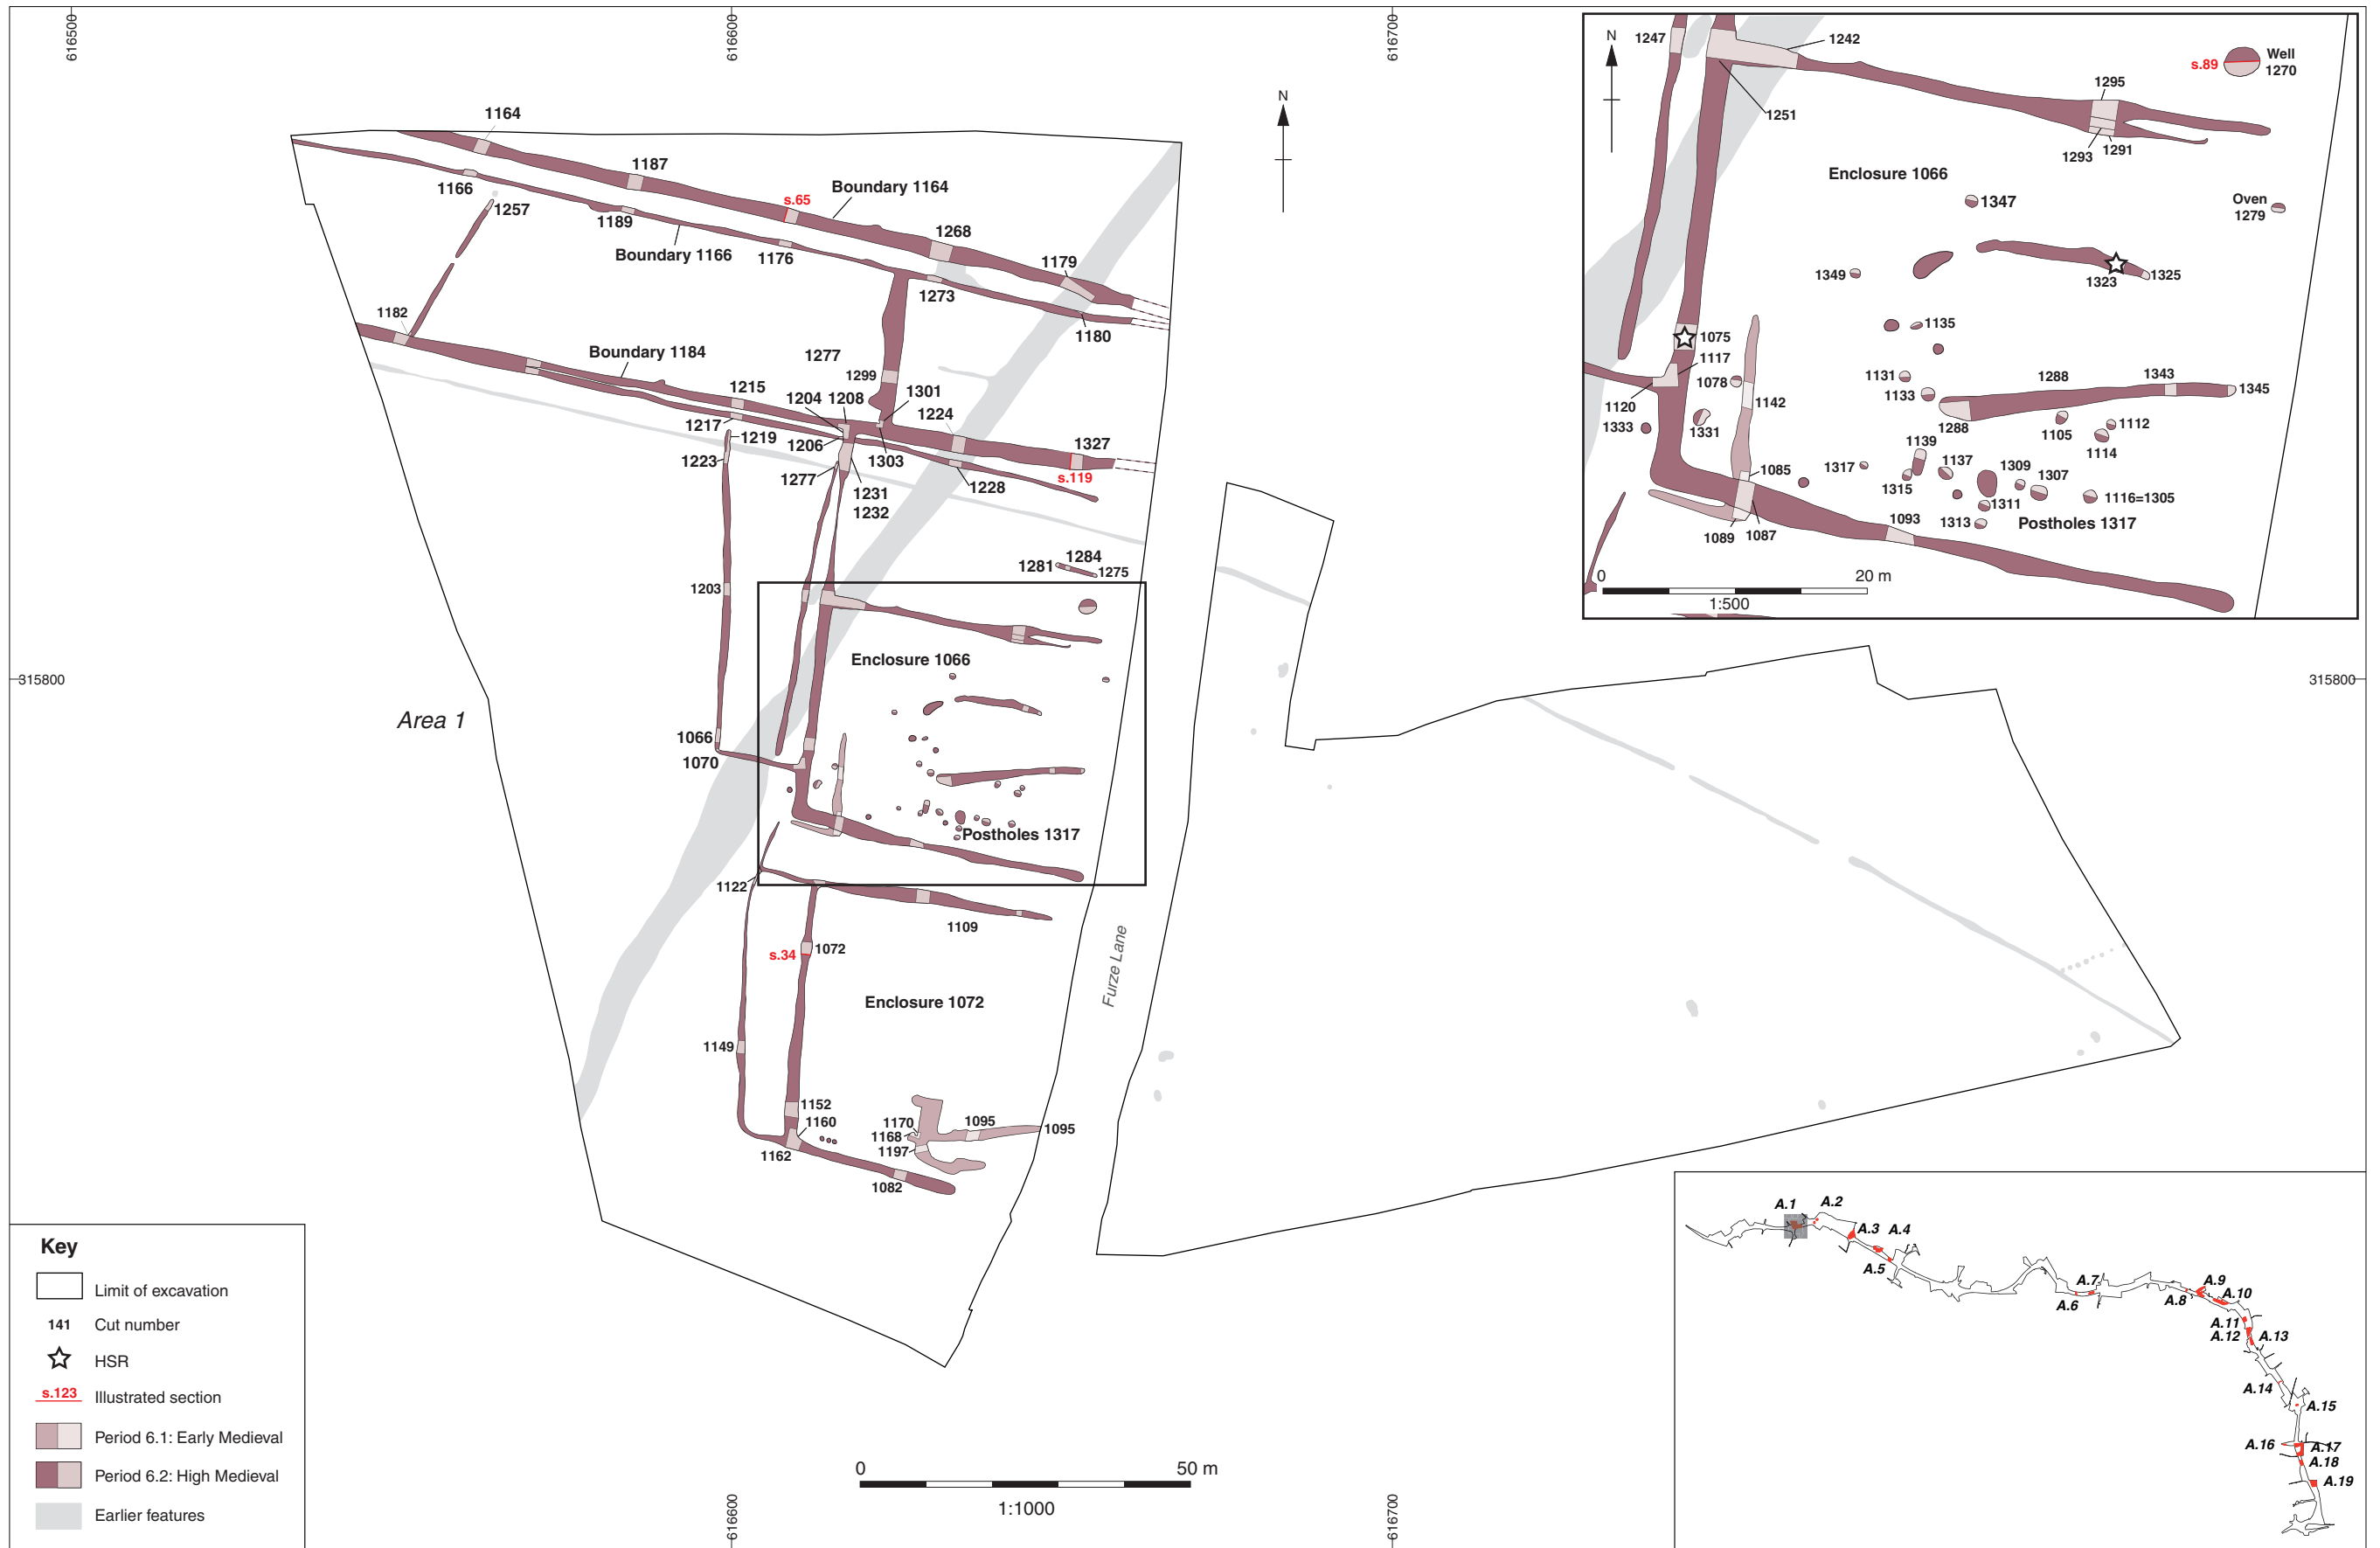 616500
616600
616700
N
1164
1187
s.65
Boundary 1164
1166
1257
1189
Boundary 1166
1176
1268
1179
1273
1180
1182
Boundary 1184
1277
1299
1215
1204
1208
1301
1224
1217
1219
1206
1303
1327
1223
1277
1231
1232
1228
s.119
1203
1281
1284
1275
Enclosure 1066
315800
315800
Area 1
1066
1070
Postholes 1317
1122
1109
s.34
1072
Enclosure 1072
Furze Lane
1149
1152
1160
1162
1170
1168
1197
1095
1095
1082
N
1247
1242
1251
s.89
Well
1270
1295
1293
1291
Enclosure 1066
1347
Oven
1279
1349
1323
1325
1135
1075
1117
1078
1142
1131
1133
1288
1343
1345
1288
1120
1333
1331
1105
1112
1114
1139
1317
1315
1137
1309
1307
1116=1305
1311
1313
Postholes 1317
1085
1089
1087
1093
0
20 m
1:500
Key
Limit of excavation
141
Cut number
HSR
s.123
Illustrated section
Period 6.1: Early Medieval
Period 6.2: High Medieval
Earlier features
0
50 m
1:1000
616600
616700
A.1
A.2
A.3
A.4
A.5
A.6
A.7
A.8
A.9
A.10
A.11
A.12
A.13
A.14
A.15
A.16
A.17
A.18
A.19